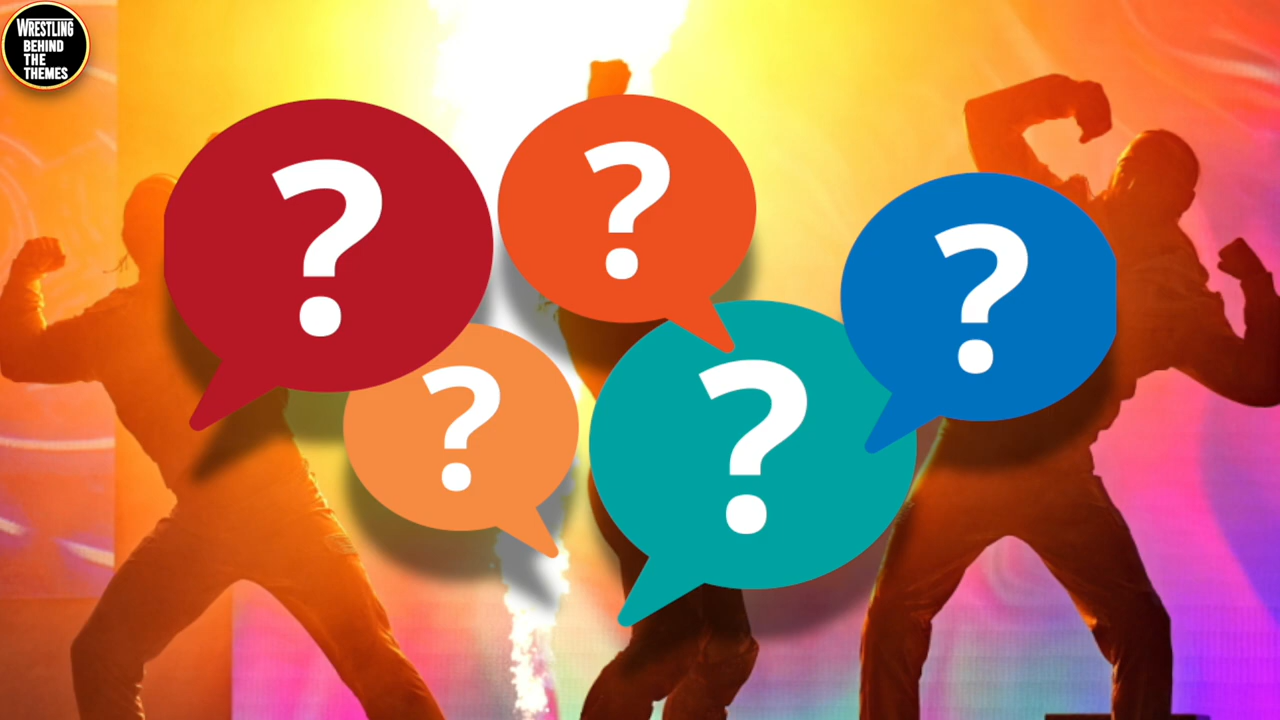 WRESTLING
BEHIND
THE
THEMES
? ?
?
? ?